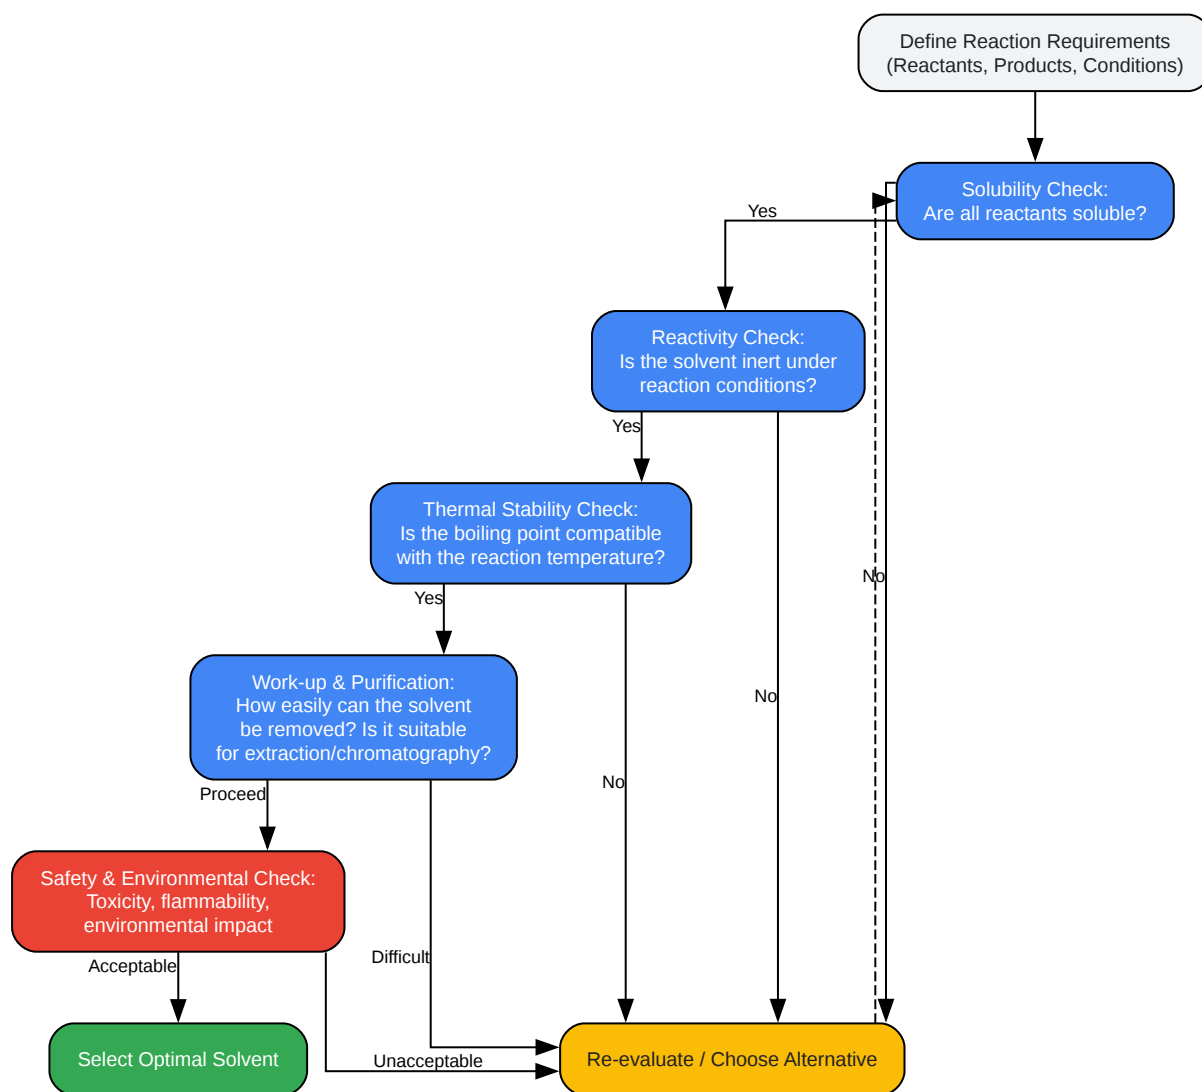 Define Reaction Requirements
(Reactants, Products, Conditions)
Solubility Check:
Are all reactants soluble?
Yes
Reactivity Check:
Is the solvent inert under
reaction conditions?
Yes
Thermal Stability Check:
Is the boiling point compatible
with the reaction temperature?
No
Yes
Work-up & Purification:
How easily can the solvent
be removed? Is it suitable
for extraction/chromatography?
No
No
Proceed
Safety & Environmental Check:
Toxicity, flammability,
environmental impact
Difficult
Acceptable
Select Optimal Solvent
Unacceptable
Re-evaluate / Choose Alternative